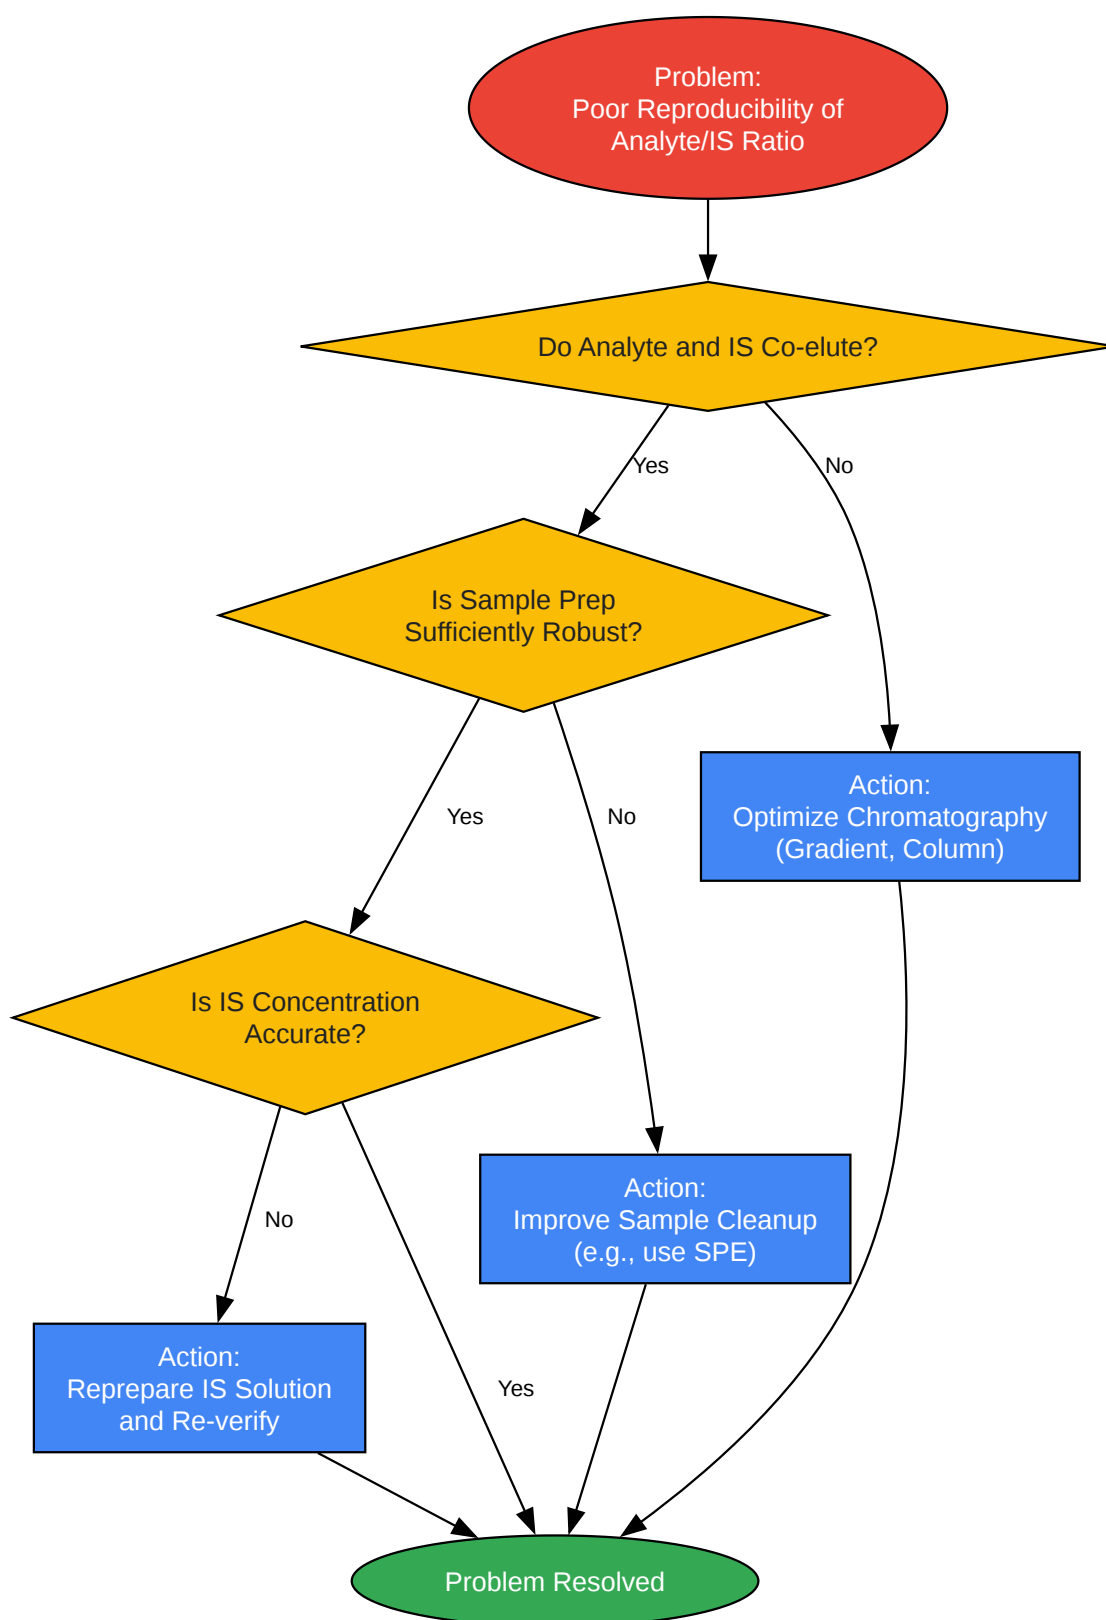 Problem:
Poor Reproducibility of
Analyte/IS Ratio
Do Analyte and IS Co-elute?
Yes
No
Is Sample Prep
Sufficiently Robust?
Action:
Optimize Chromatography
(Gradient, Column)
Yes
No
Is IS Concentration
Accurate?
Action:
Improve Sample Cleanup
(e.g., use SPE)
No
Action:
Reprepare IS Solution
and Re-verify
Yes
Problem Resolved